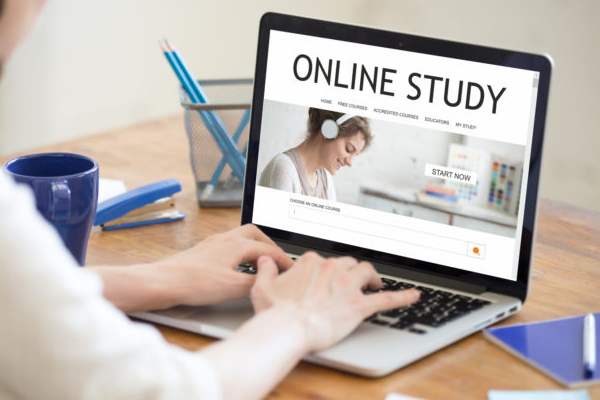 ONLINE STUDY
HOME FREE COURSES ACCREDITED COURSES EDUCATORS MY STUDY
START NOW
CHOOSE AN ONLINE COURSE